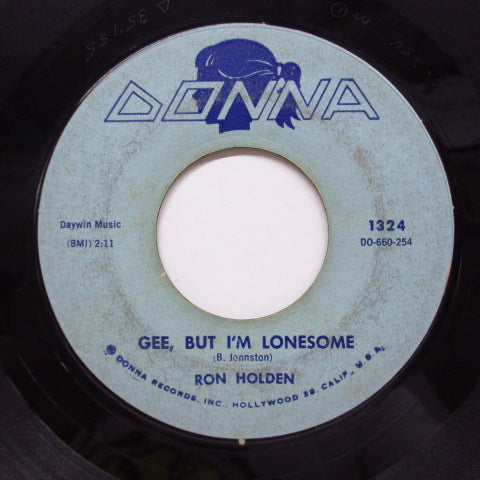 DONNA
Daywin Music
(BMI) 2:11
1324
DO-660-254
GEE, BUT I'M LONESOME
(B. Johnston)
RON HOLDEN
© DONNA RECORDS, INC., HOLLYWOOD 28, CALIF., U.S.A.